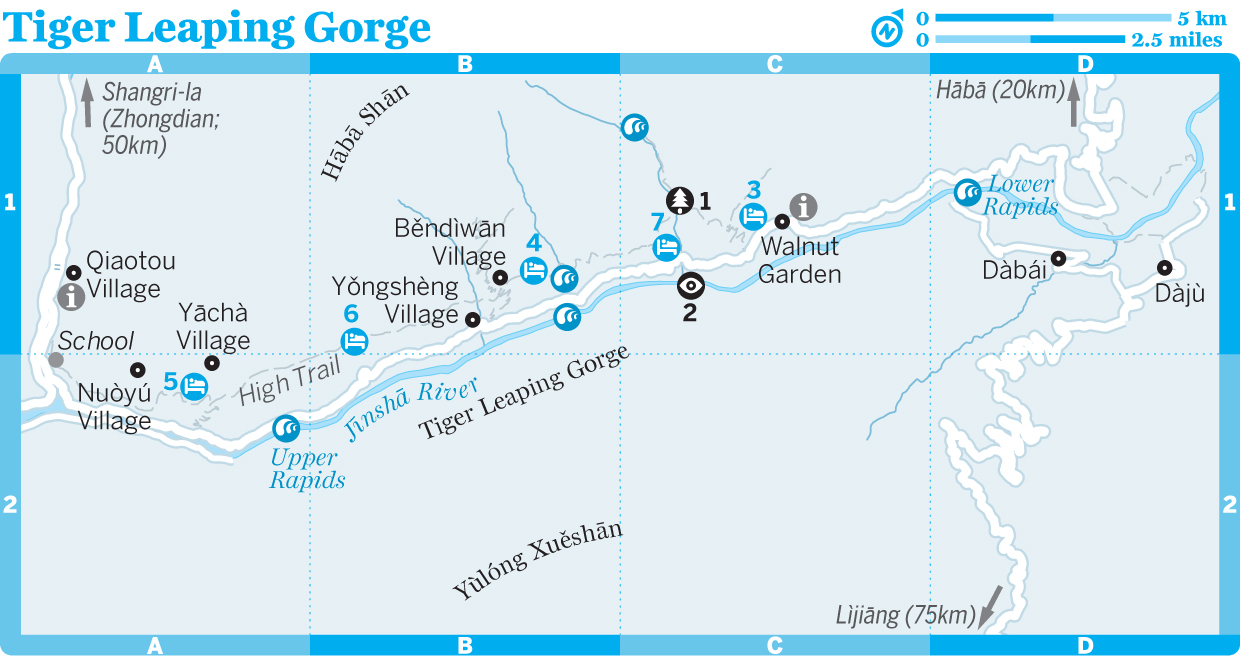 Tiger Leaping Gorge
N
0
5 km
0
2.5 miles
A
B
C
D
Shangri-la
(Zhongdian;
50km)
Hābā Shān
Hābā (20km)
1
1
1
3
i
Lower
Rapids
Běndìwān
Village
4
7
Walnut
Garden
Qiaotou
Village
i
Yǒngshèng
Village
2
Dàbái
Dàjù
School
Yāchà
Village
6
Nuòyú
Village
5
High Trail
Jīnshā River
Tiger Leaping Gorge
Upper
Rapids
2
2
Yùlóng Xuěshān
Lìjiāng (75km)
A
B
C
D